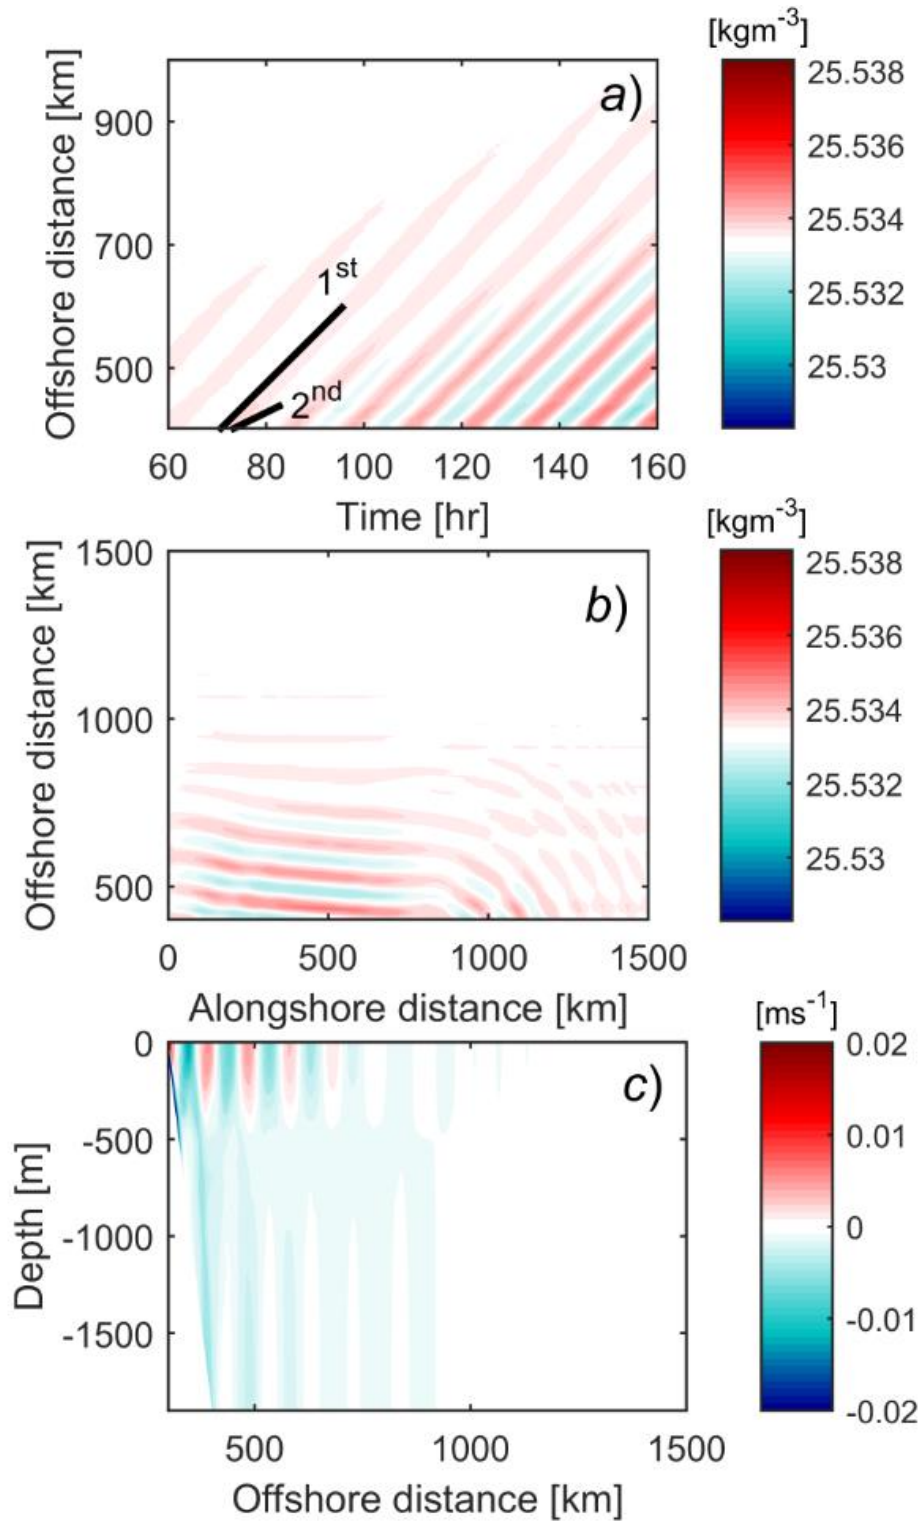 [kgm-3]
a)
1st
2nd
Offshore distance [km]
900
700
500
60 80 100 120 140 160
Time [hr]
25.538
25.536
25.534
25.532
25.53
[kgm-3]
b)
Offshore distance [km]
1500
1000
500
0 500 1000 1500
Alongshore distance [km]
25.538
25.536
25.534
25.532
25.53
[ms-1]
c)
Depth [m]
0
-500
-1000
-1500
500 1000 1500
Offshore distance [km]
0.02
0.01
0
-0.01
-0.02